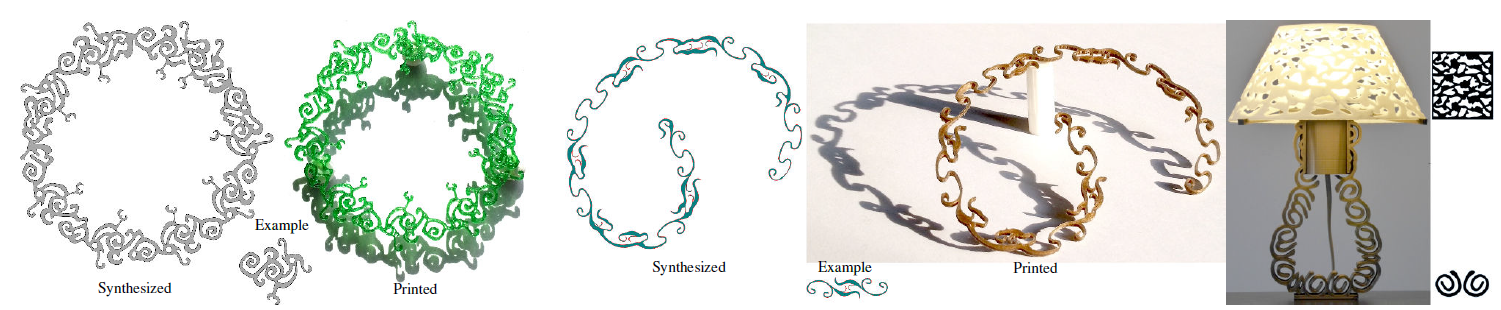 Example
Synthesized
Printed
Synthesized
Example
Printed